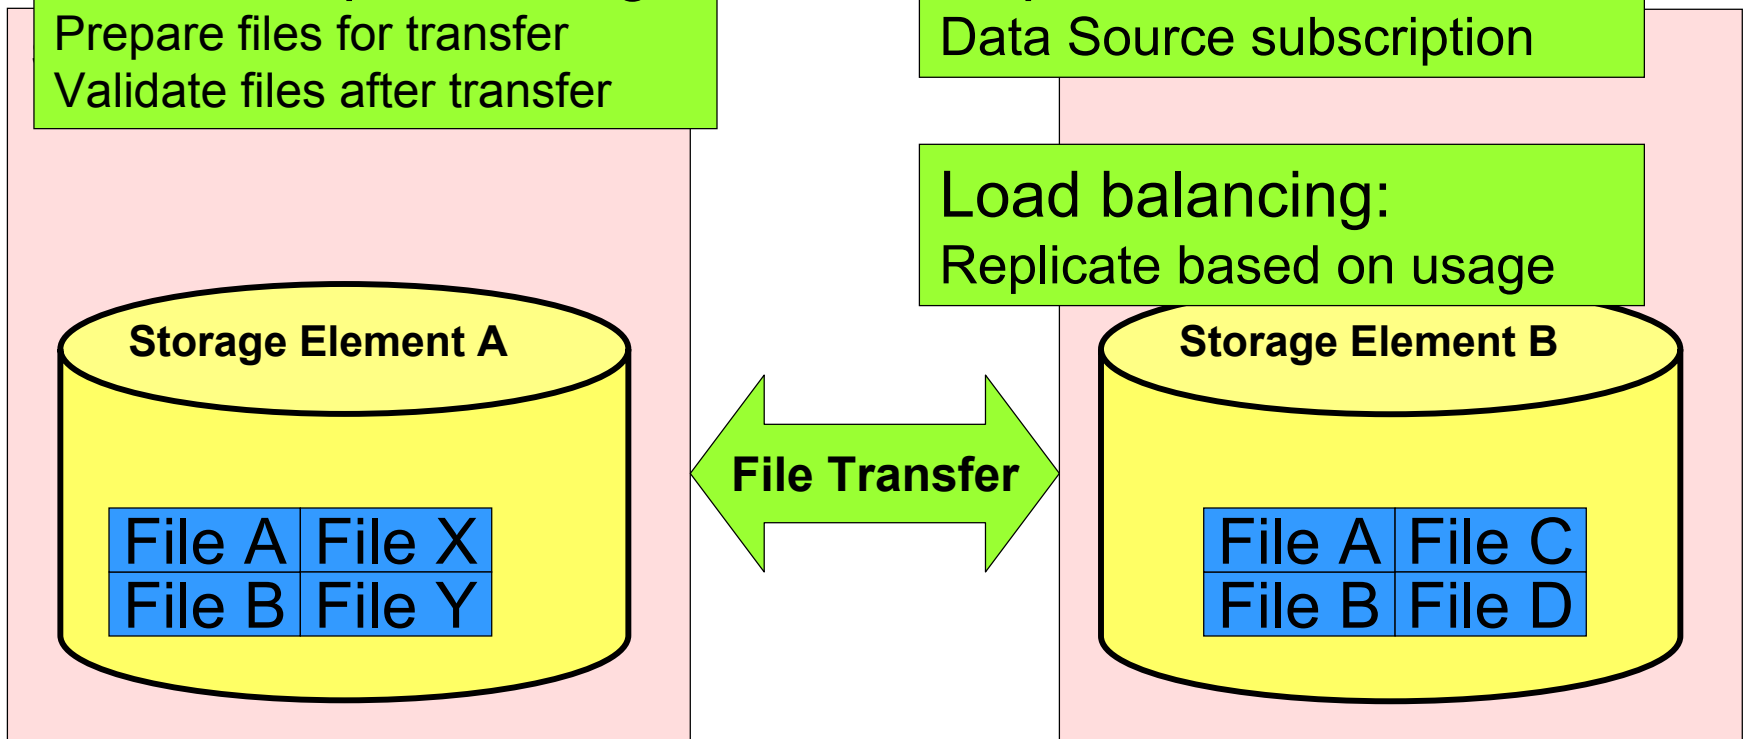 Prepare files for transfer
Validate files after transfer
Data Source subscription
Load balancing:
Replicate based on usage
Storage Element A
Storage Element B
File Transfer
File A File X
File B File Y
File A File C
File B File D